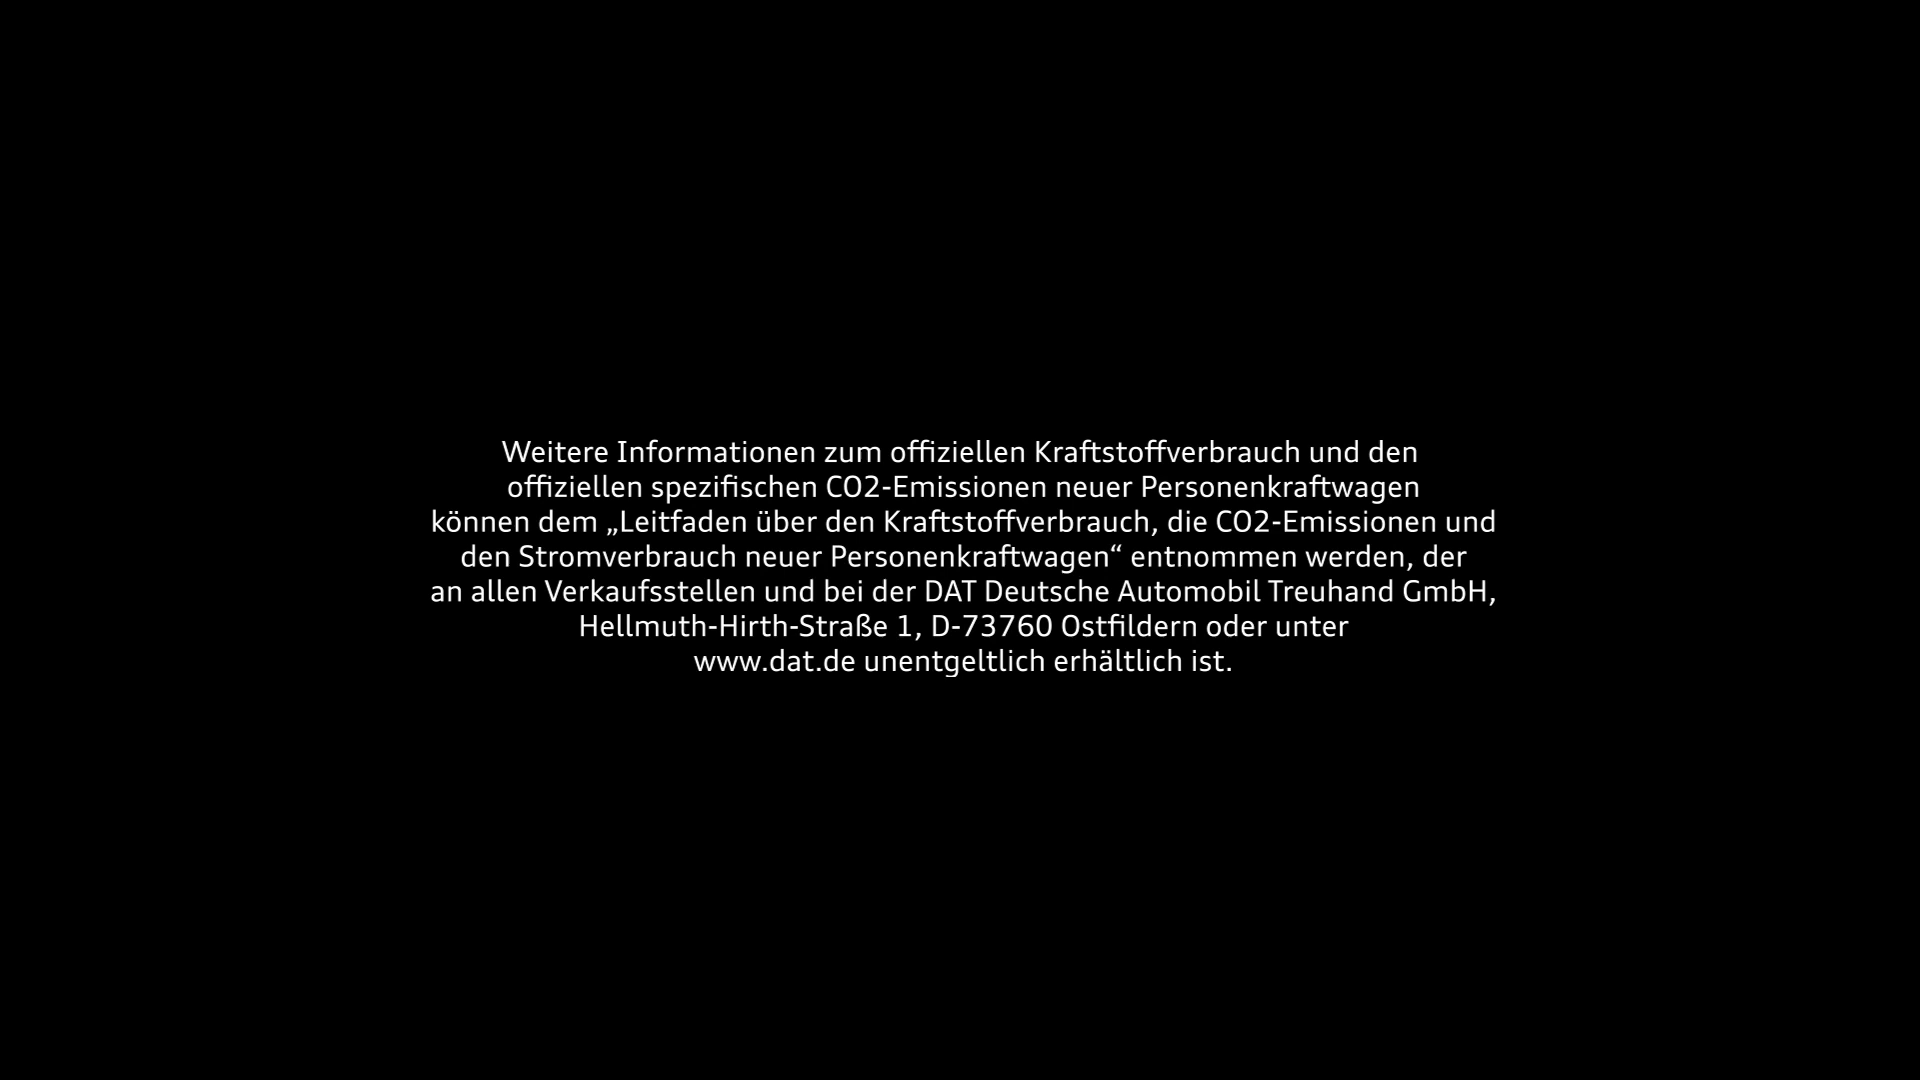 Weitere Informationen zum offiziellen Kraftstoffverbrauch und den
offiziellen spezifischen CO2-Emissionen neuer Personenkraftwagen
können dem „Leitfaden über den Kraftstoffverbrauch, die CO2-Emissionen und
den Stromverbrauch neuer Personenkraftwagen“ entnommen werden, der
an allen Verkaufsstellen und bei der DAT Deutsche Automobil Treuhand GmbH,
Hellmuth-Hirth-Straße 1, D-73760 Ostfildern oder unter
www.dat.de unentgeltlich erhältlich ist.